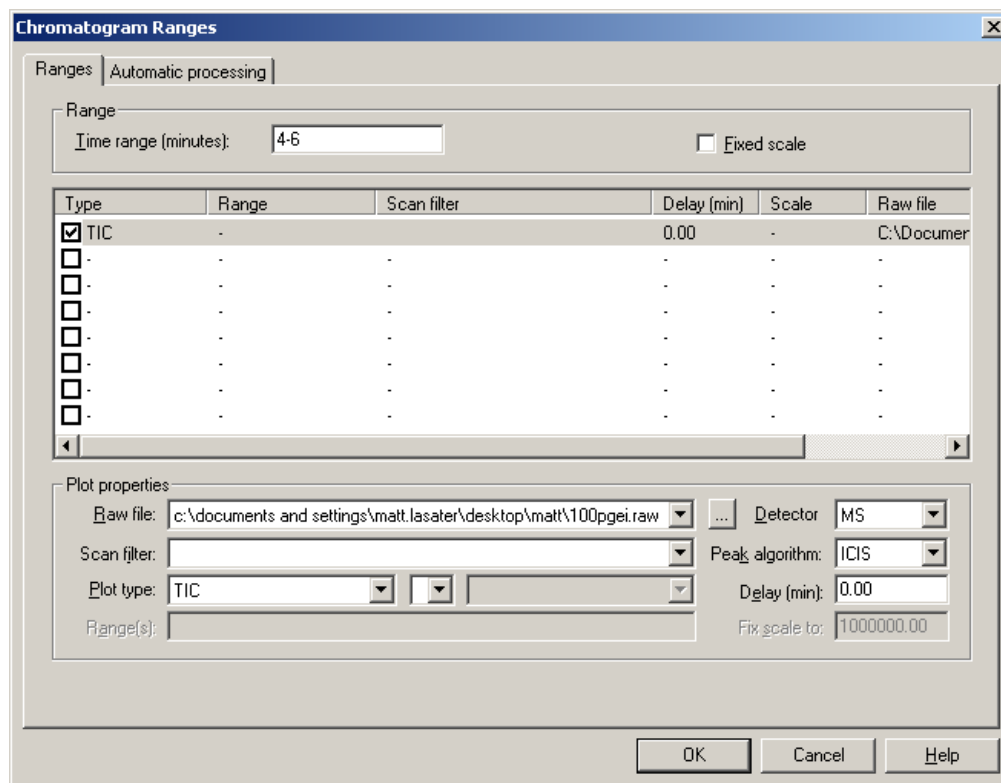 Chromatogram Ranges
Ranges Automatic processing
Range
Time range (minutes): 4-6 Fixed scale
Type Range Scan filter Delay (min) Scale Raw file
TIC - 0.00 - C:\Documer
- - - - - -
- - - - - -
- - - - - -
- - - - - -
- - - - - -
- - - - - -
- - - - - -
Plot properties
Raw file: c:\documents and settings\matt.lasater\desktop\matt\100pgei.raw ... Detector MS
Scan filter: Peak algorithm: ICIS
Plot type: TIC Delay (min): 0.00
Range(s): Fix scale to: 1000000.00
OK Cancel Help